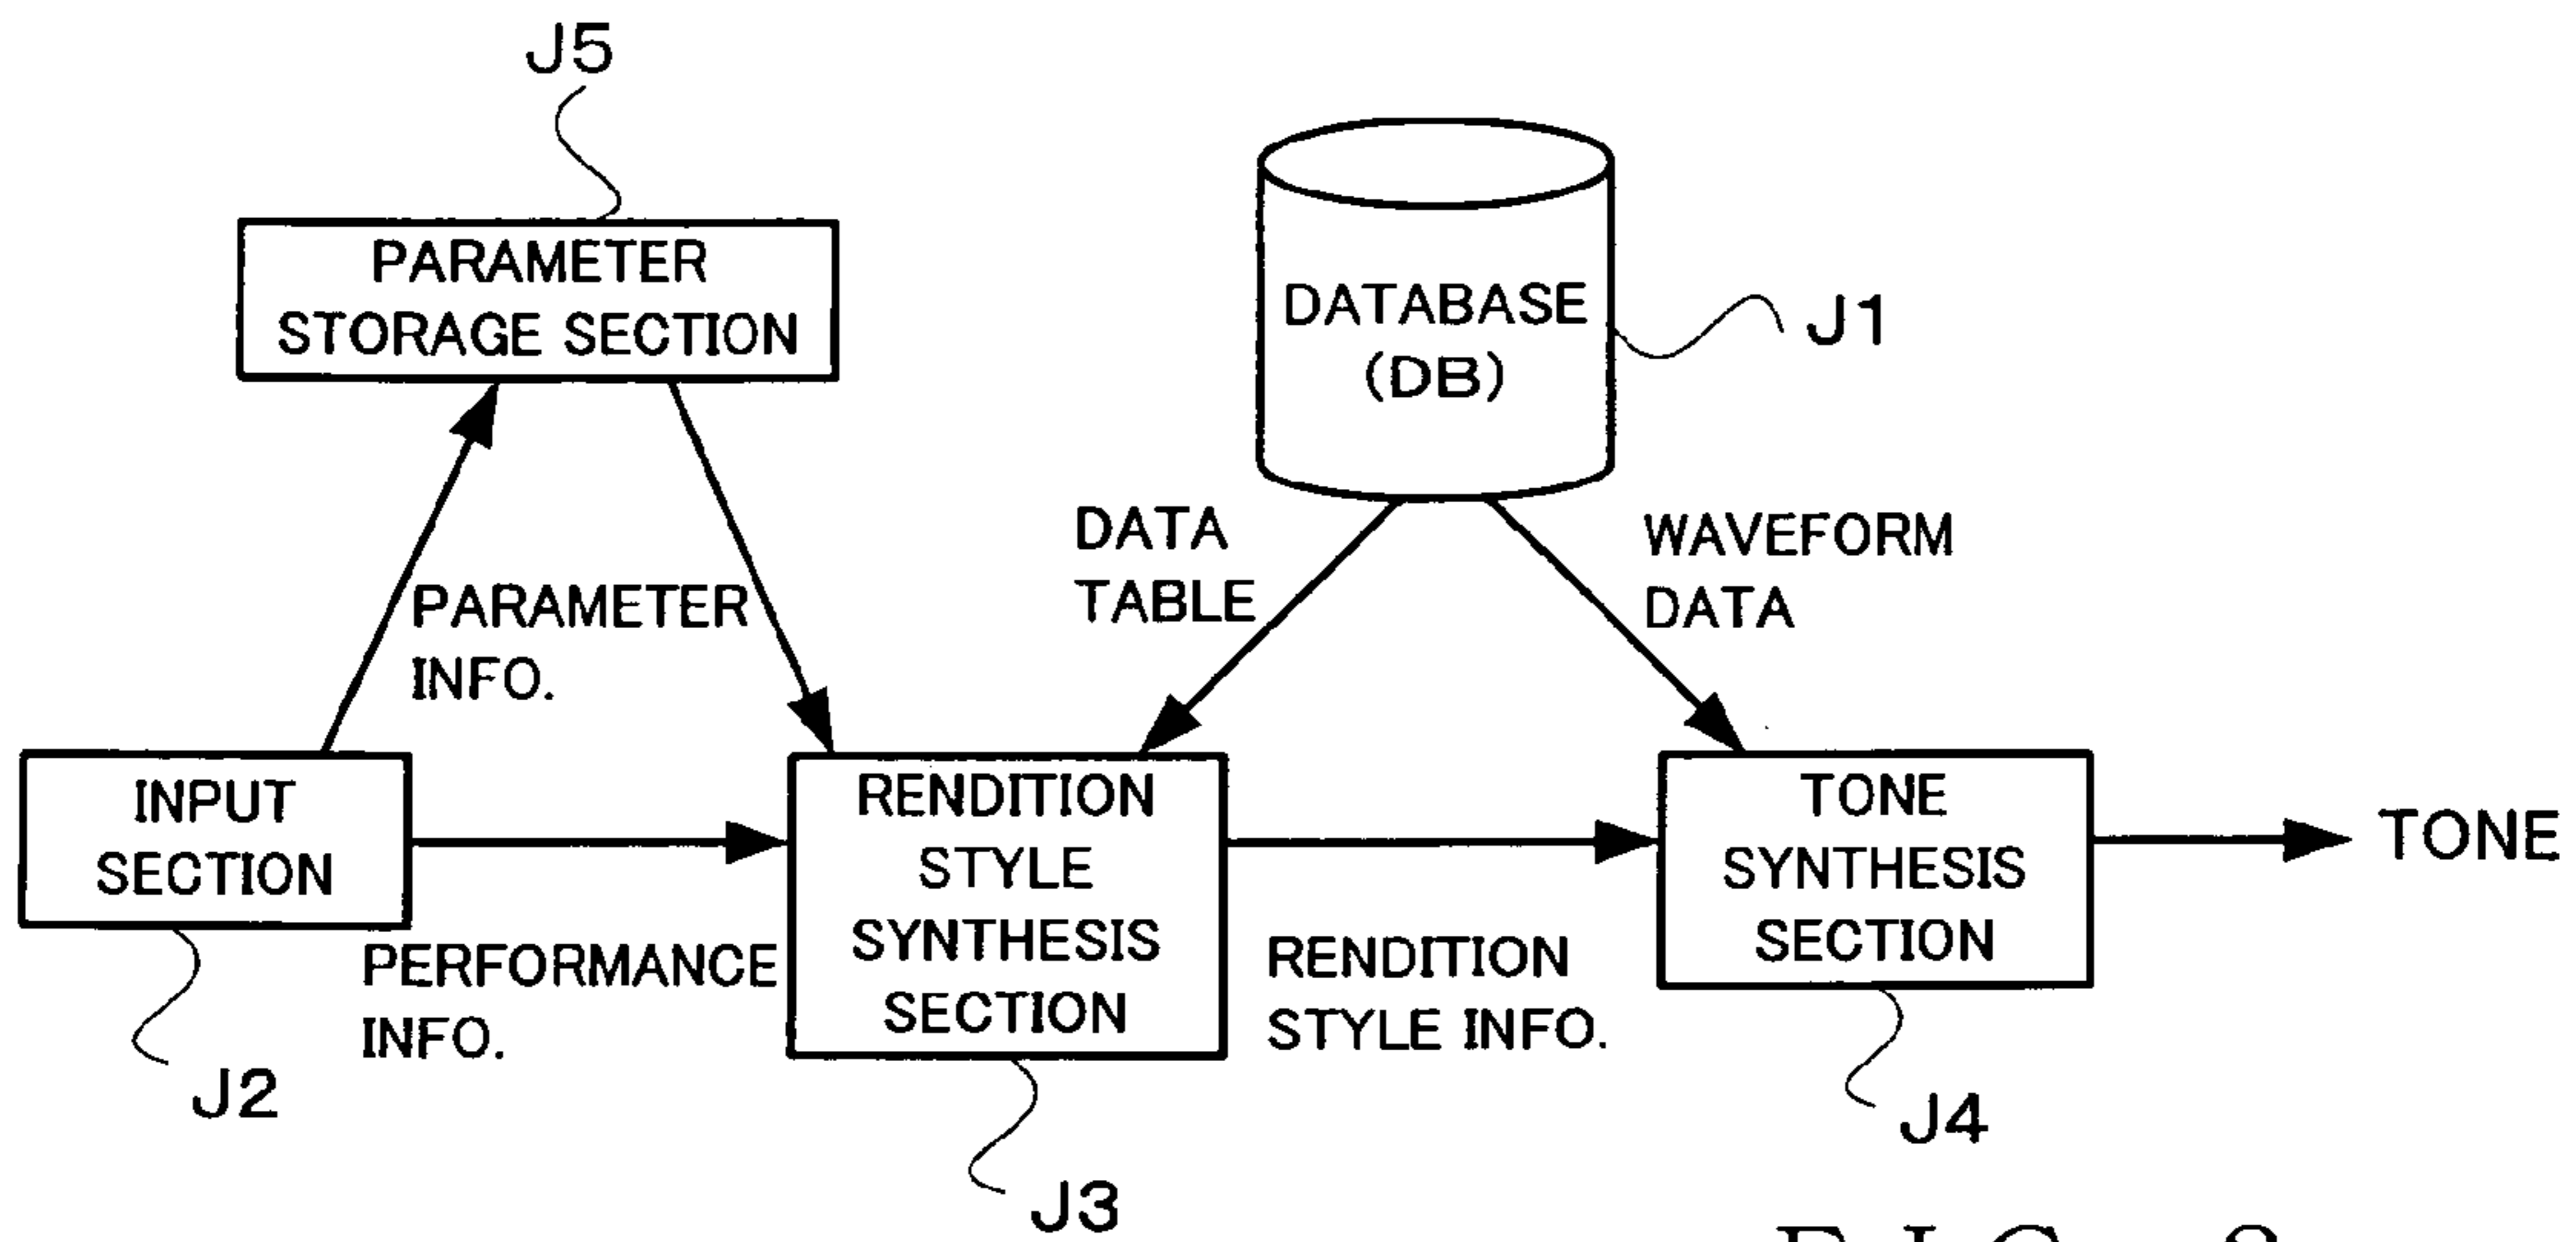 J5
PARAMETER
STORAGE SECTION
DATABASE
(DB)
J1
DATA
TABLE
WAVEFORM
DATA
PARAMETER
INFO.
INPUT
SECTION
RENDITION
STYLE
SYNTHESIS
SECTION
TONE
SYNTHESIS
SECTION
TONE
PERFORMANCE
INFO.
RENDITION
STYLE INFO.
J2
J3
J4